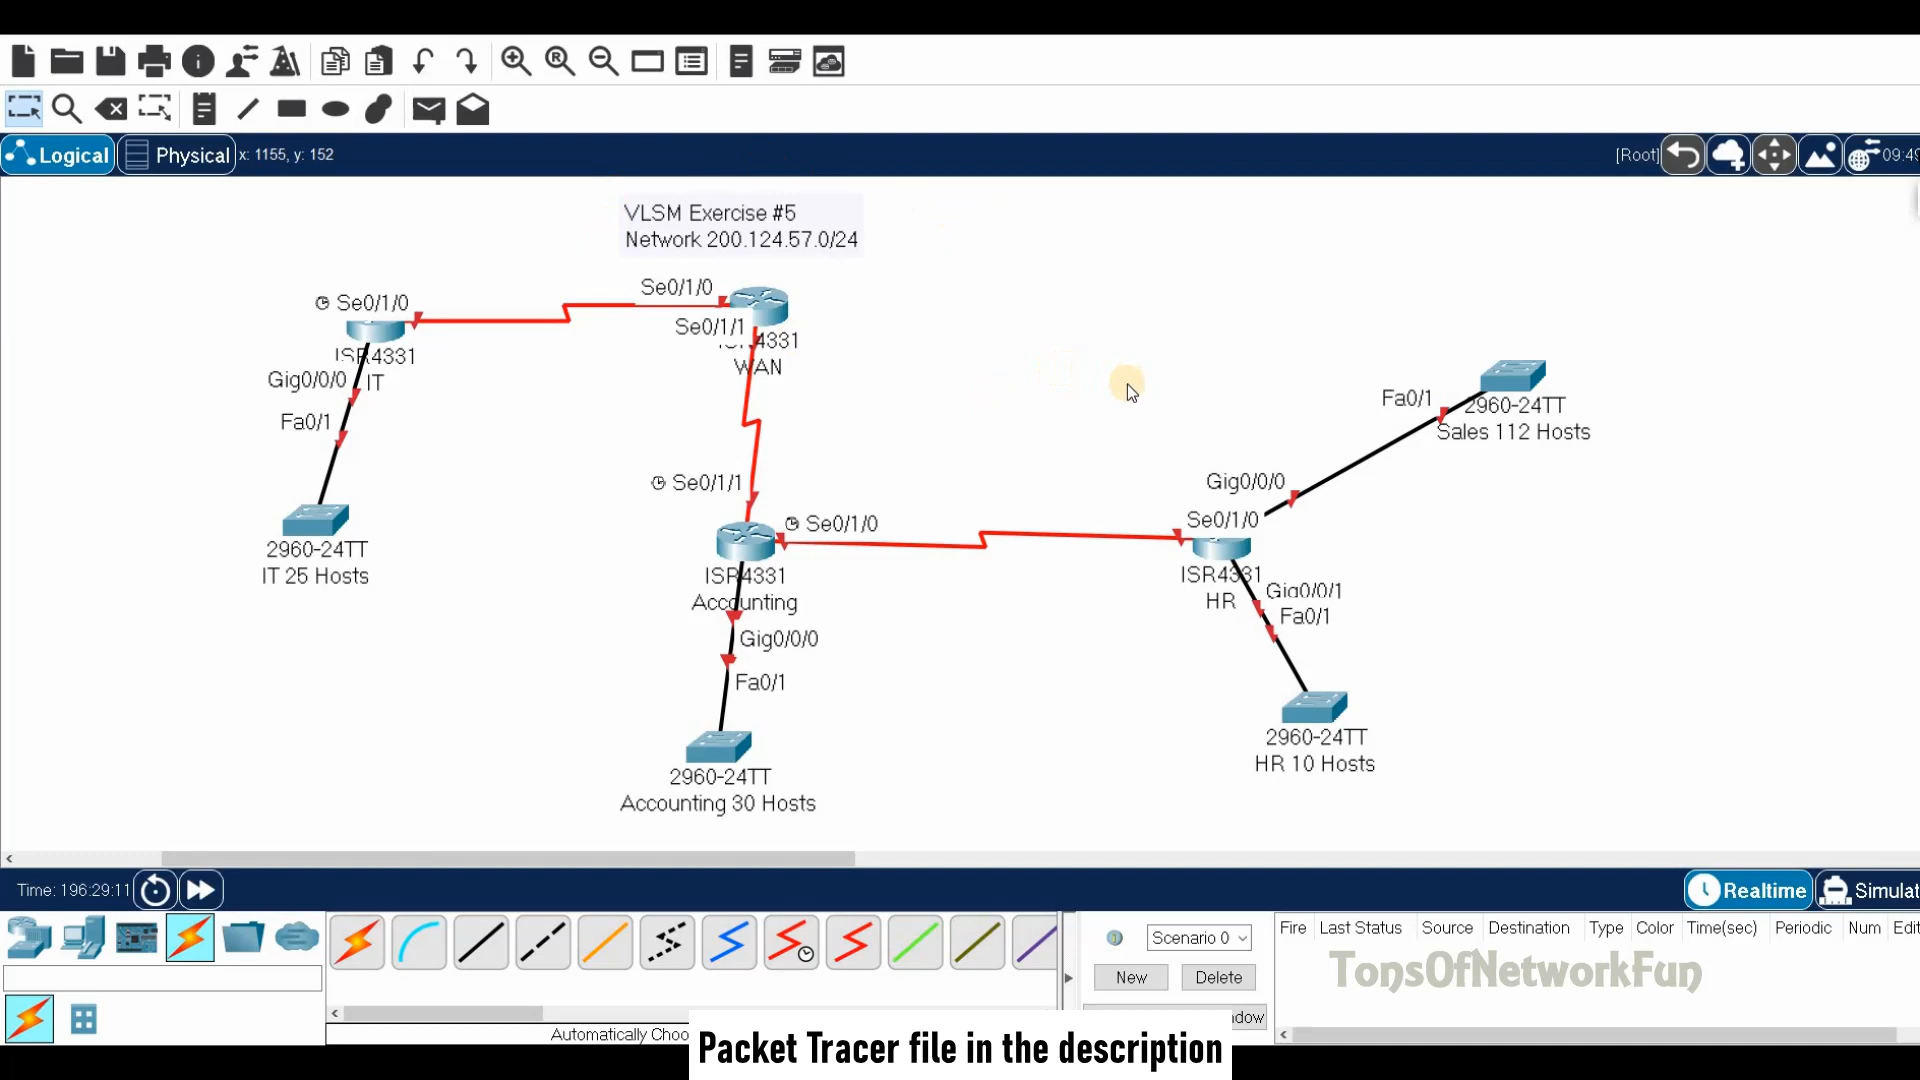 Logical
Physical
x: 1155, y: 152
[Root]
VLSM Exercise #5
Network 200.124.57.0/24
Se0/1/0
Se0/1/0
Se0/1/1
4331
WAN
ISR4331
IT
Gig0/0/0
Fa0/1
2960-24TT
IT 25 Hosts
Se0/1/1
Se0/1/0
ISR4331
Accounting
Gig0/0/0
Fa0/1
2960-24TT
Accounting 30 Hosts
Fa0/1
2960-24TT
Sales 112 Hosts
Gig0/0/0
Se0/1/0
ISR4331
HR
Gig0/0/1
Fa0/1
2960-24TT
HR 10 Hosts
Time: 196:29:11
Realtime
Scenario 0
New
Delete
Fire Last Status Source Destination Type Color Time(sec) Periodic Num
TonsOfNetworkFun
Automatically
Packet Tracer file in the description